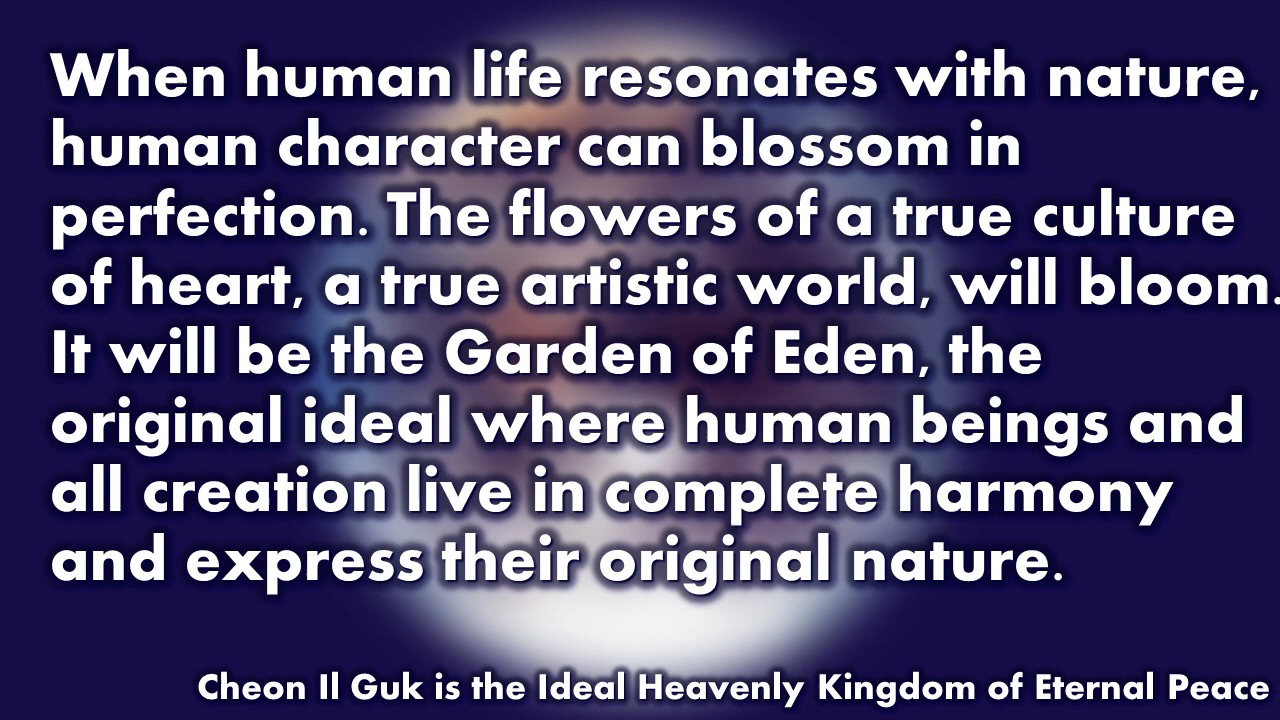 When human life resonates with nature,
human character can blossom in
perfection. The flowers of a true culture
of heart, a true artistic world, will bloom.
It will be the Garden of Eden, the
original ideal where human beings and
all creation live in complete harmony
and express their original nature.
Cheon Il Guk is the Ideal Heavenly Kingdom of Eternal Peace